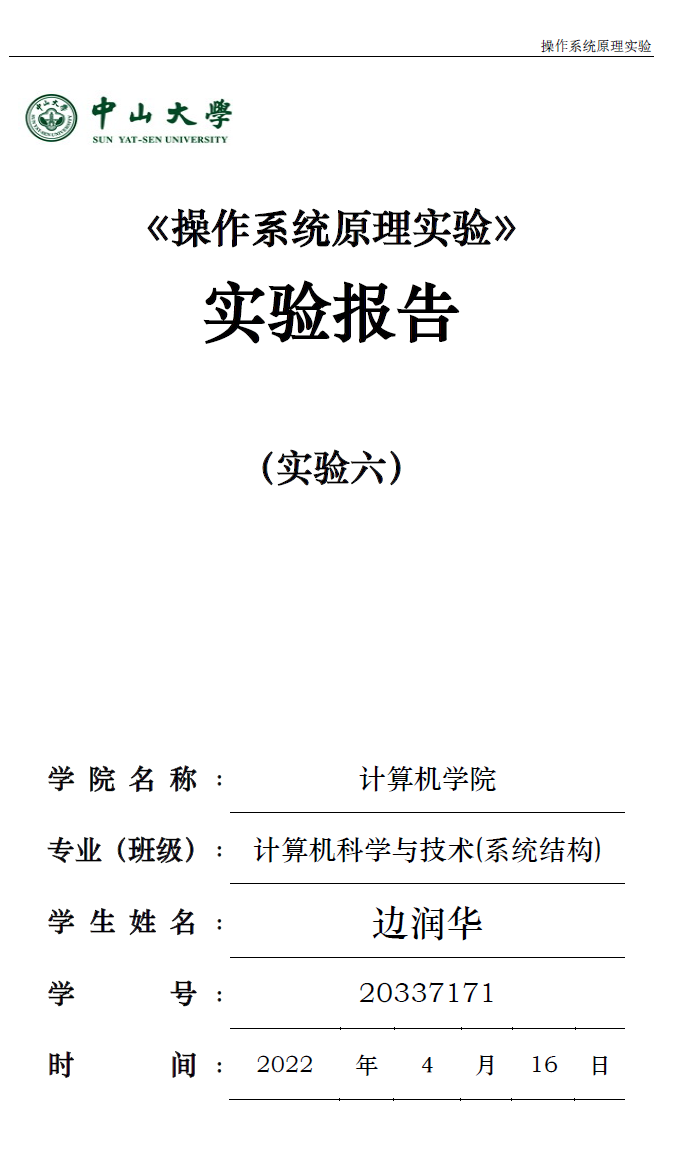 操作系统原理实验
中山大學
SUN YAT-SEN UNIVERSITY
《操作系统原理实验》
实验报告
（实验六）
学院名称：计算机学院
专业（班级）：计算机科学与技术(系统结构)
学生姓名：边润华
学号：20337171
时间：2022 年 4 月 16 日